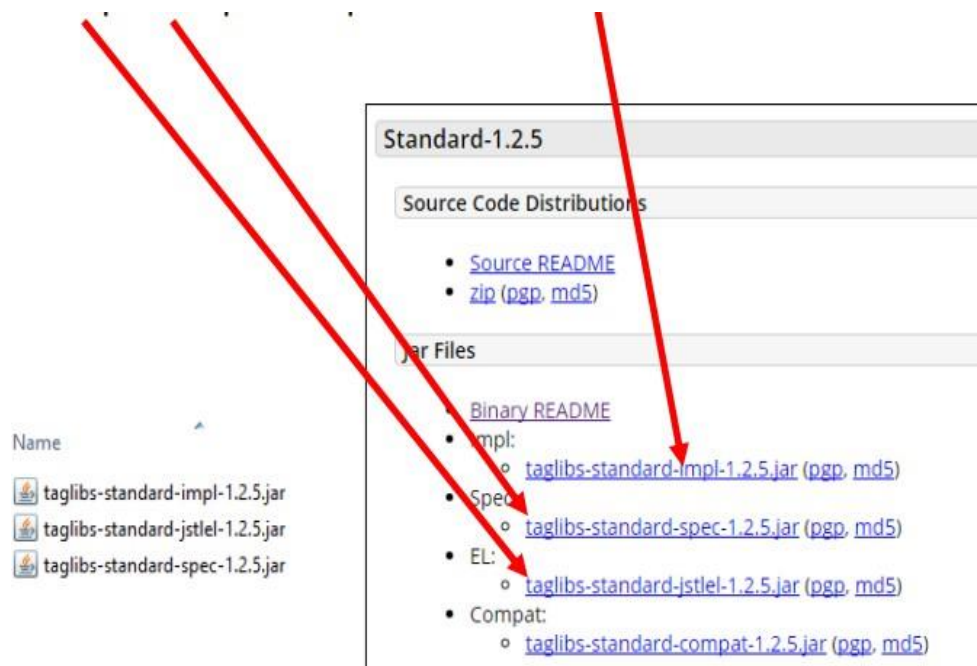 Standard-1.2.5
Source Code Distributions
Source README
zip (pgp, md5)
Jar Files
Binary README
Impl:
taglibs-standard-impl-1.2.5.jar (pgp, md5)
Spec
taglibs-standard-spec-1.2.5.jar (pgp, md5)
EL:
taglibs-standard-jstlel-1.2.5.jar (pgp, md5)
Compat:
taglibs-standard-compat-1.2.5.jar (pgp, md5)
Name
taglibs-standard-impl-1.2.5.jar
taglibs-standard-jstlel-1.2.5.jar
taglibs-standard-spec-1.2.5.jar